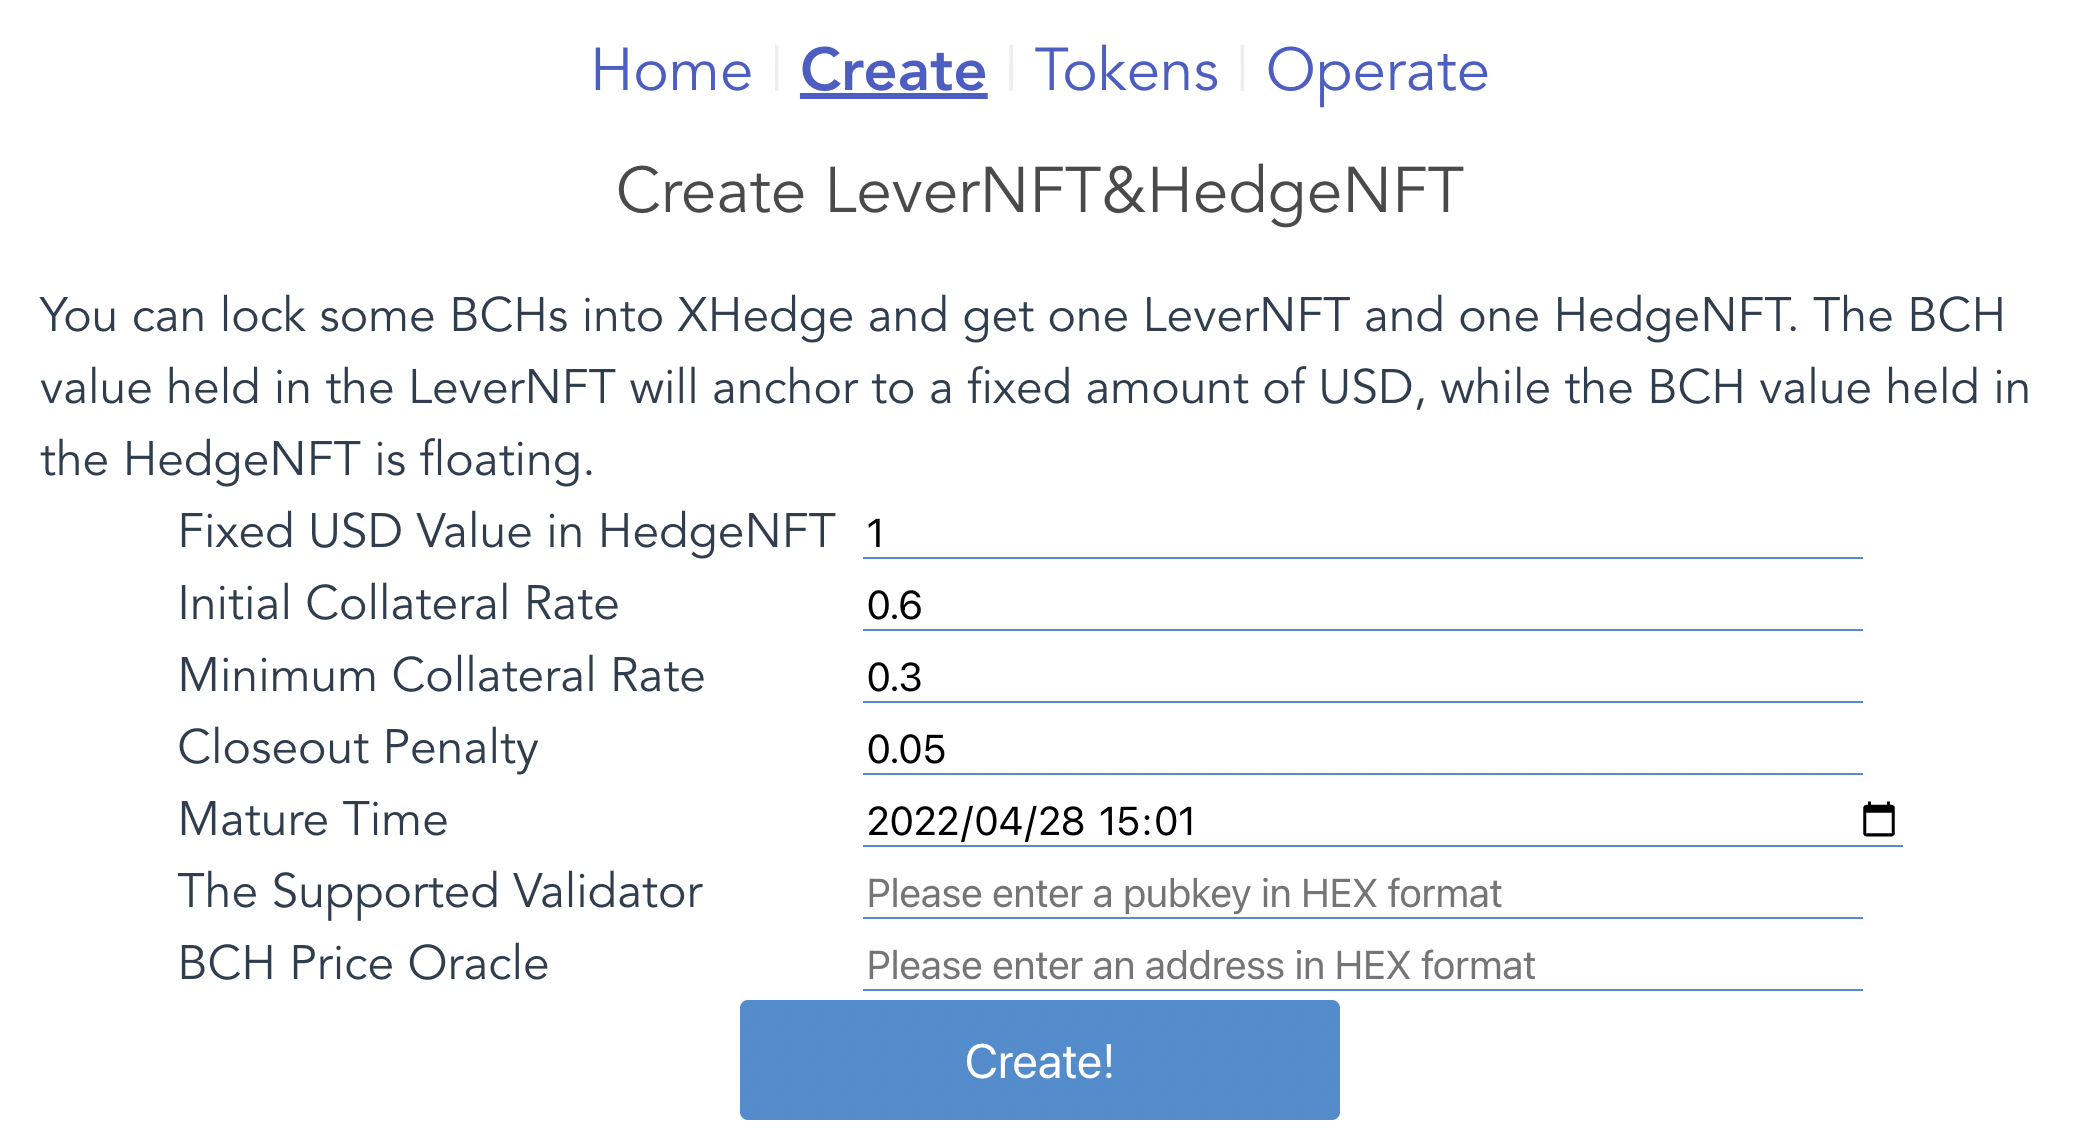 Home | Create | Tokens | Operate
Create LeverNFT&HedgeNFT
You can lock some BCHs into XHedge and get one LeverNFT and one HedgeNFT. The BCH
value held in the LeverNFT will anchor to a fixed amount of USD, while the BCH value held in
the HedgeNFT is floating.
Fixed USD Value in HedgeNFT 1
Initial Collateral Rate 0.6
Minimum Collateral Rate 0.3
Closeout Penalty 0.05
Mature Time 2022/04/28 15:01
The Supported Validator Please enter a pubkey in HEX format
BCH Price Oracle Please enter an address in HEX format
Create!